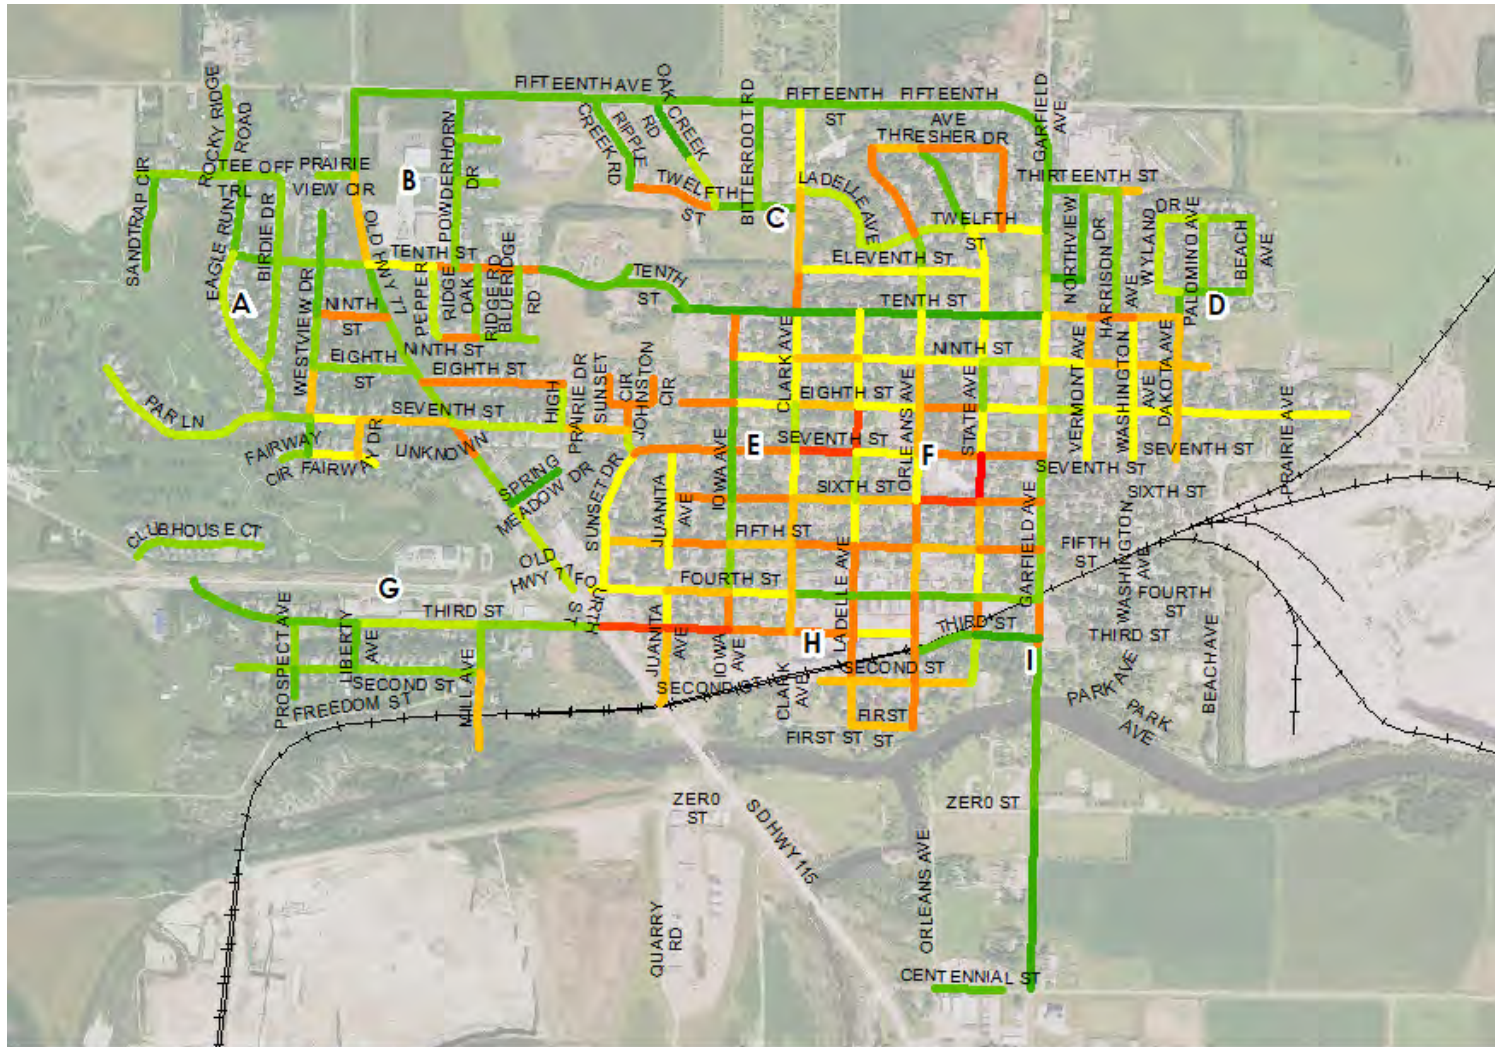 FIFTEENTH AVE
OAK CREEK
RD
BITTERROOT RD
FIFTEENTH
ST
FIFTEENTH
AVE
GARFIELD
AVE
ROCKY RIDGE
ROAD
RIPPLE
CREEK RD
THRESHER DR
SANDTRAP CIR
TEE OFF
TRL
PRAIRIE
VIEW CIR
B
POWDERHORN
DR
TWELFTH
ST
C
LADELLE AVE
TWELFTH
ST
THIRTEENTH ST
NORTHVIEW
HARRISON DR
WYLAND
DR
PALOMINO AVE
BEACH
AVE
D
EAGLE RUN
BIRDIE DR
A
OLD HWY 77
TENTH ST
TENTH
ST
ELEVENTH ST
TENTH ST
WESTVIEW DR
NINTH
ST
PEPPER
RIDGE
OAK
RIDGE RD
BLUERIDGE
RD
NINTH ST
EIGHTH
ST
EIGHTH ST
HIGH
PRAIRIE DR
SUNSET
CIR
JOHNSTON
CIR
CLARK AVE
NINTH ST
EIGHTH ST
ORLEANS AVE
STATE AVE
VERMONT AVE
WASHINGTON
AVE
DAKOTA AVE
PRAIRIE AVE
PAR LN
SEVENTH ST
FAIRWAY
CIR
FAIRWAY DR
UNKNOWN
SPRING
MEADOW DR
SUNSET DR
JUANITA
AVE
IOWA AVE
E
SEVENTH ST
F
SEVENTH ST
SEVENTH ST
SIXTH ST
SIXTH ST
CLUBHOUSE CT
OLD
HWY 77
FIFTH ST
LADELLE AVE
GARFIELD AVE
FIFTH
ST
WASHINGTON
AVE
G
FOURTH
ST
FOURTH ST
FOURTH
ST
PROSPECT AVE
LIBERTY
AVE
THIRD ST
MILL AVE
JUANITA
AVE
IOWA
AVE
H
THIRD ST
I
THIRD ST
BEACH AVE
SECOND ST
SECOND ST
CLARK
AVE
SECOND ST
PARK AVE
PARK
AVE
FREEDOM ST
FIRST
ST
FIRST ST
ZERO
ST
ZERO ST
SD HWY 115
ORLEANS AVE
QUARRY
RD
CENTENNIAL ST